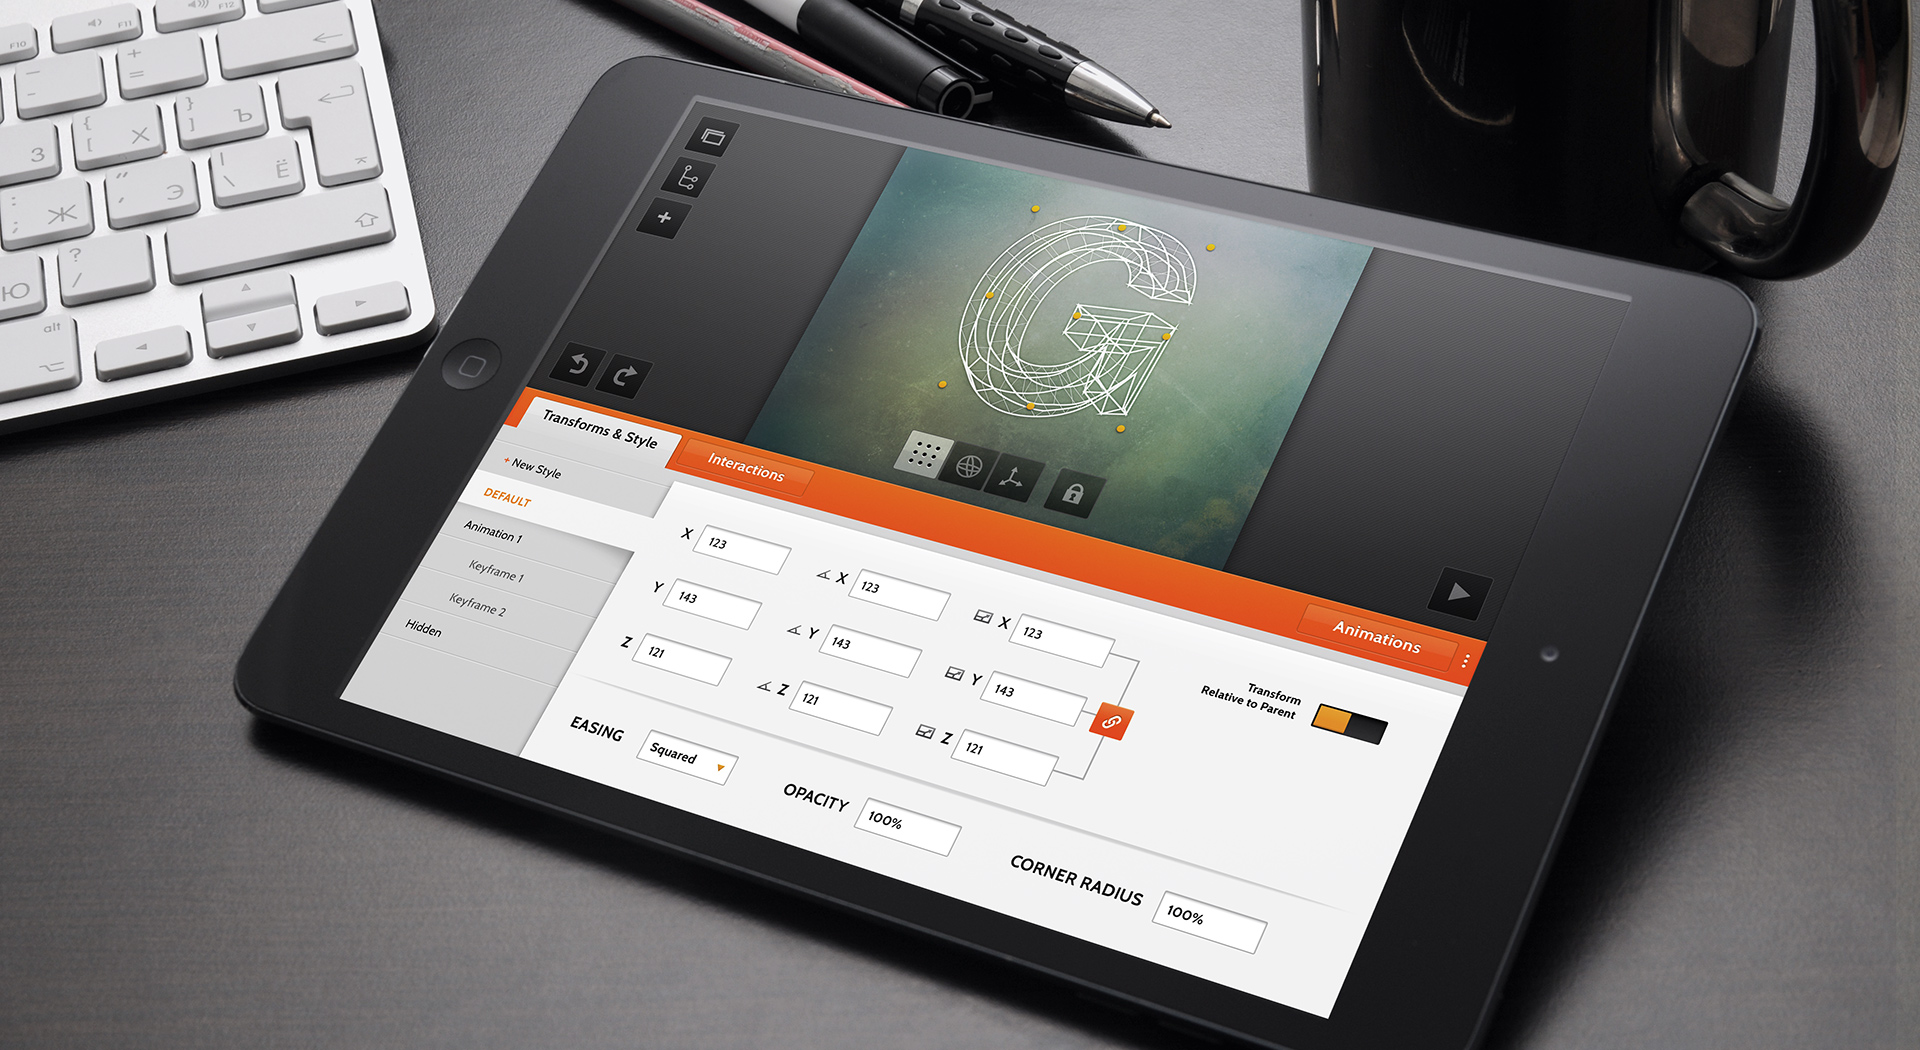 F10
F11
F12
-
+
=
З
{
[
Х
}
]
Ъ
:
;
Ж
"
'
Э
\
Ё
Ю
?
/
alt
Transforms & Style
Interactions
Animations
+ New Style
DEFAULT
Animation 1
Keyframe 1
Keyframe 2
Hidden
X 123
Y 143
Z 121
X 123
Y 143
Z 121
X 123
Y 143
Z 121
Transform
Relative to Parent
EASING Squared
OPACITY 100%
CORNER RADIUS 100%